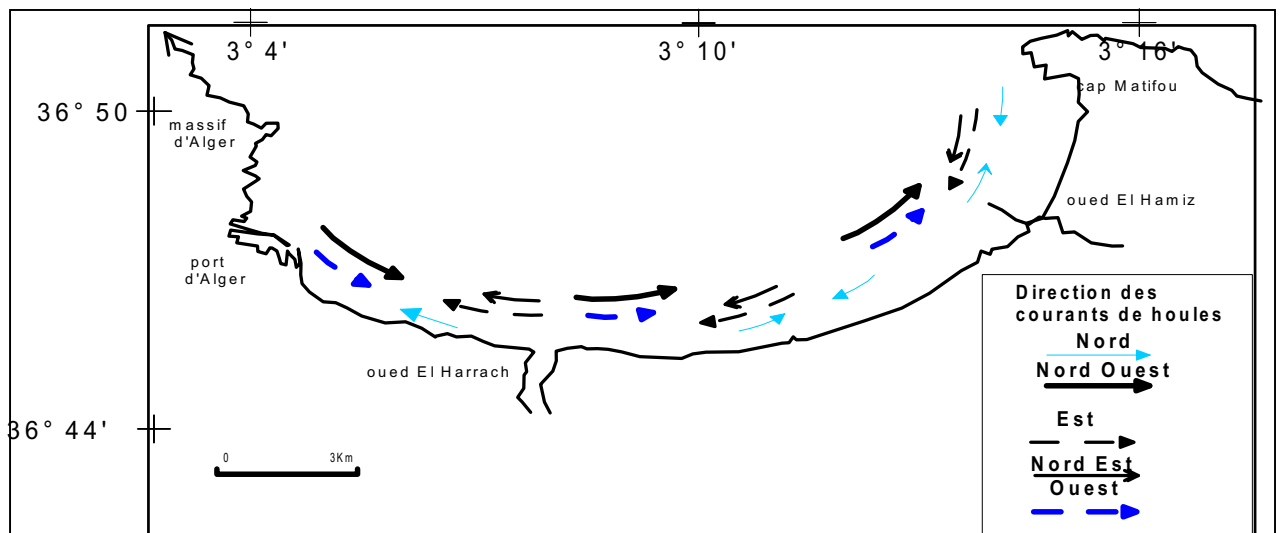 3° 4'
3° 10'
3° 16'
36° 50
massif
d'Alger
cap Matifou
oued El Hamiz
port
d'Alger
oued El Harrach
36° 44'
0 3Km
Direction des
courants de houles
Nord
Nord Ouest
Est
Nord Est
Ouest